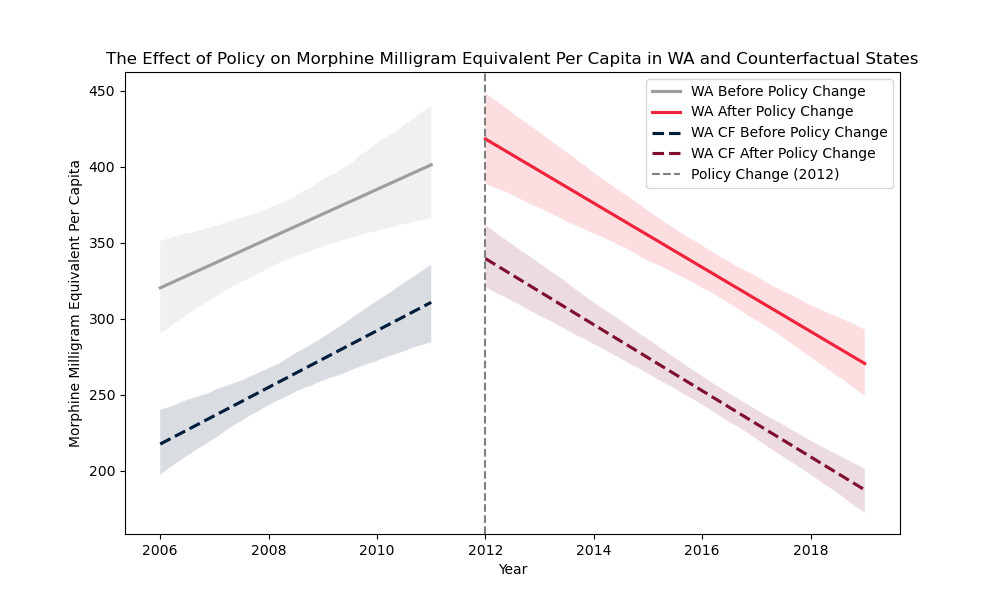 The Effect of Policy on Morphine Milligram Equivalent Per Capita in WA and Counterfactual States
WA Before Policy Change
WA After Policy Change
WA CF Before Policy Change
WA CF After Policy Change
Policy Change (2012)
Morphine Milligram Equivalent Per Capita
450
400
350
300
250
200
2006 2008 2010 2012 2014 2016 2018
Year